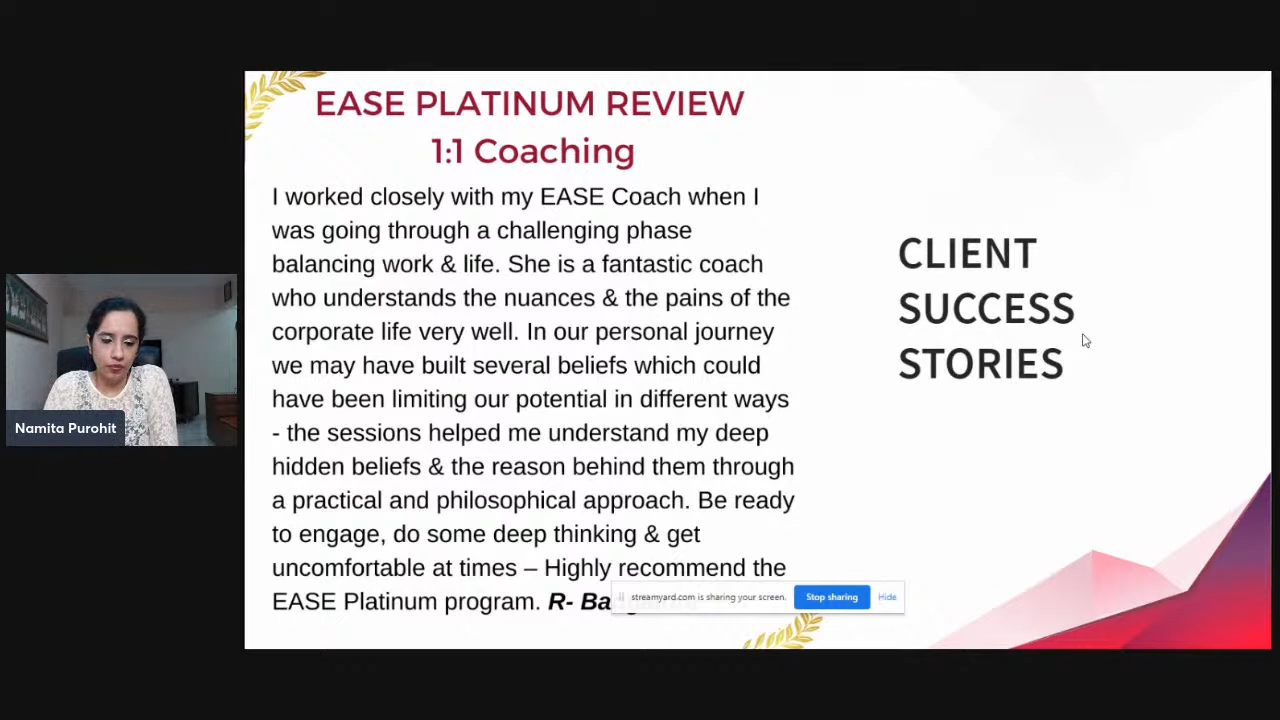 EASE PLATINUM REVIEW
1:1 Coaching
I worked closely with my EASE Coach when I
was going through a challenging phase
balancing work & life. She is a fantastic coach
who understands the nuances & the pains of the
corporate life very well. In our personal journey
we may have built several beliefs which could
have been limiting our potential in different ways
- the sessions helped me understand my deep
hidden beliefs & the reason behind them through
a practical and philosophical approach. Be ready
to engage, do some deep thinking & get
uncomfortable at times – Highly recommend the
EASE Platinum program. R-
streamyard.com is sharing your screen.
Stop sharing
Hide
CLIENT
SUCCESS
STORIES
Namita Purohit